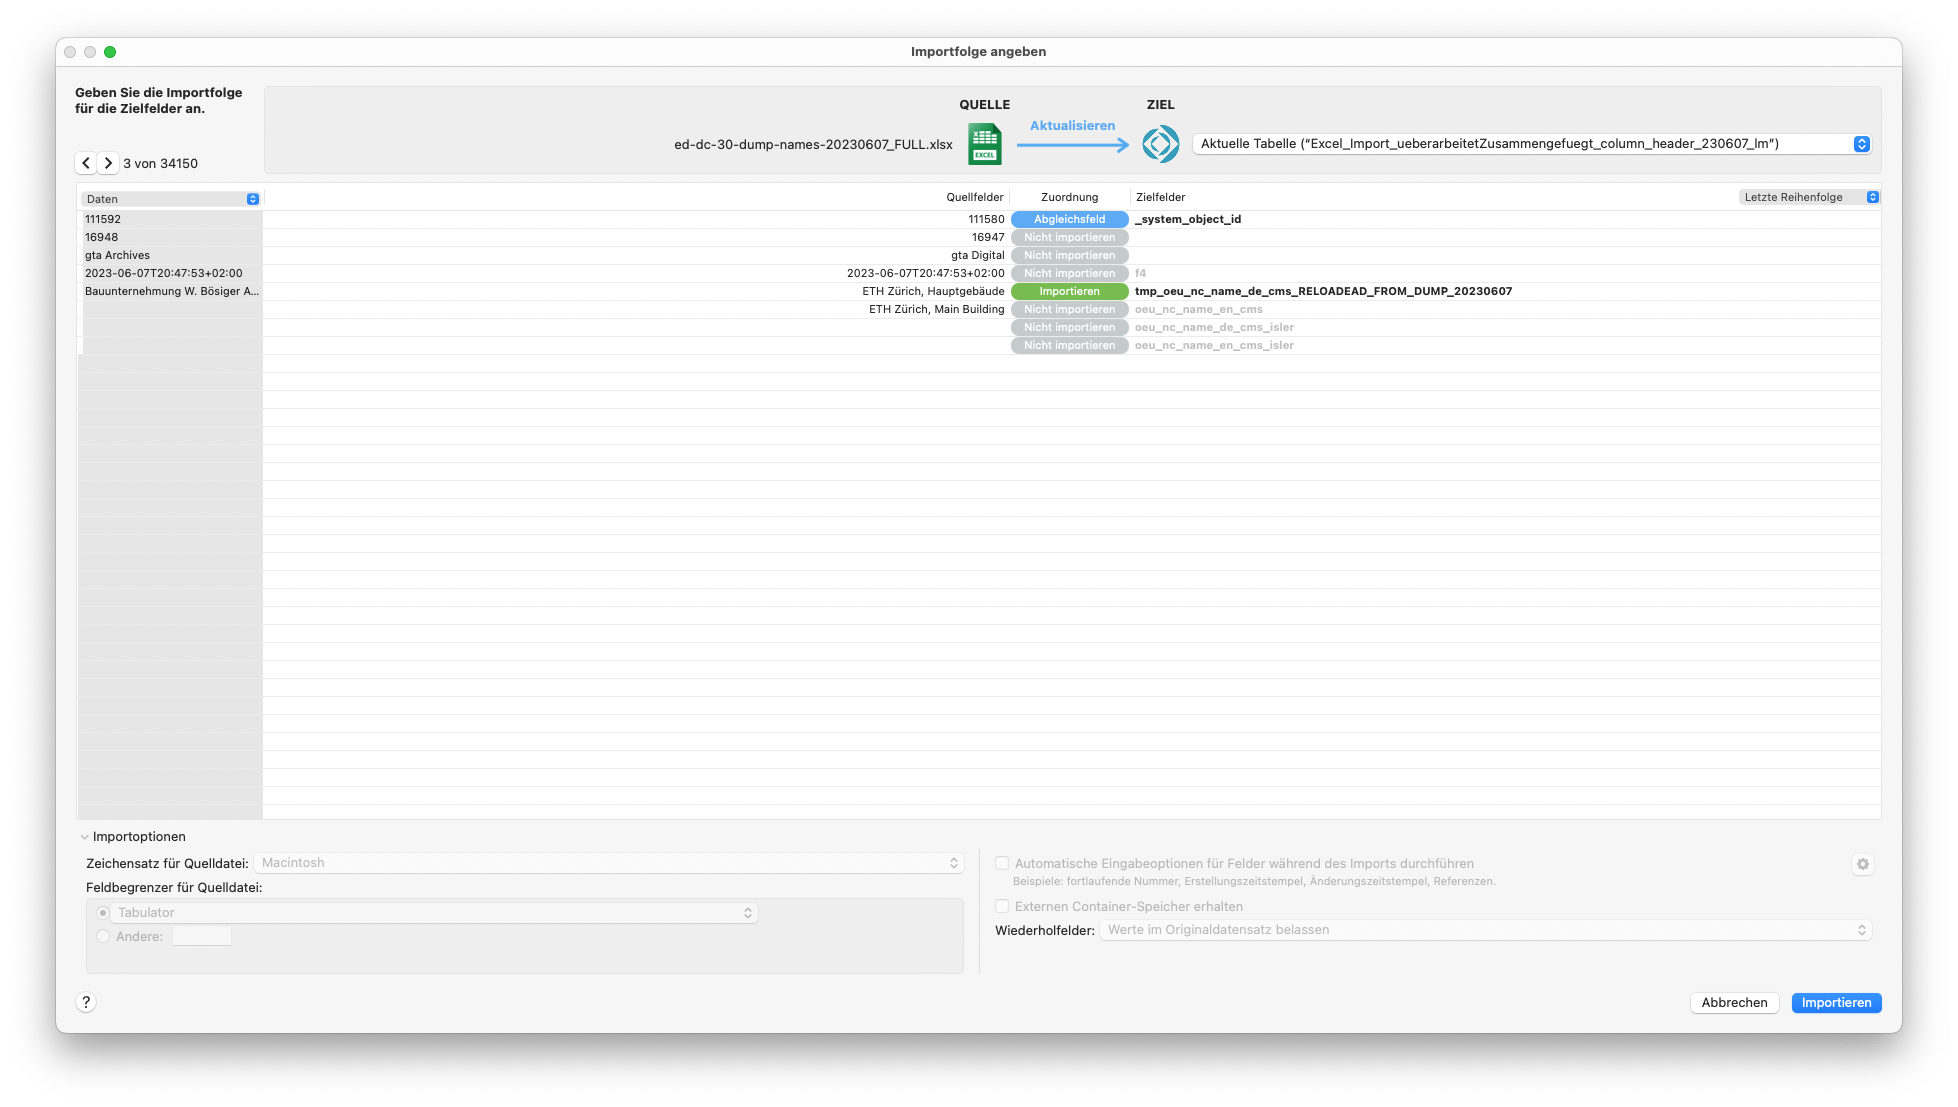 Importfolge angeben
Geben Sie die Importfolge
für die Zielfelder an.
QUELLE
ZIEL
ed-dc-30-dump-names-20230607_FULL.xlsx
EXCEL
Aktualisieren
Aktuelle Tabelle ("Excel_Import_ueberarbeitetZusammengefuegt_column_header_230607_lm")
3 von 34150
Daten Quellfelder Zuordnung Zielfelder Letzte Reihenfolge
111592 111580 Abgleichsfeld _system_object_id
16948 16947 Nicht importieren
gta Archives gta Digital Nicht importieren
2023-06-07T20:47:53+02:00 2023-06-07T20:47:53+02:00 Nicht importieren f4
Bauunternehmung W. Bösiger A... ETH Zürich, Hauptgebäude Importieren tmp_oeu_nc_name_de_cms_RELOADEAD_FROM_DUMP_20230607
ETH Zürich, Main Building Nicht importieren oeu_nc_name_en_cms
Nicht importieren oeu_nc_name_de_cms_isler
Nicht importieren oeu_nc_name_en_cms_isler
Importoptionen
Zeichensatz für Quelldatei: Macintosh
Feldbegrenzer für Quelldatei:
Tabulator
Andere:
Automatische Eingabeoptionen für Felder während des Imports durchführen
Beispiele: fortlaufende Nummer, Erstellungszeitstempel, Änderungszeitstempel, Referenzen.
Externen Container-Speicher erhalten
Wiederholfelder: Werte im Originaldatensatz belassen
?
Abbrechen Importieren